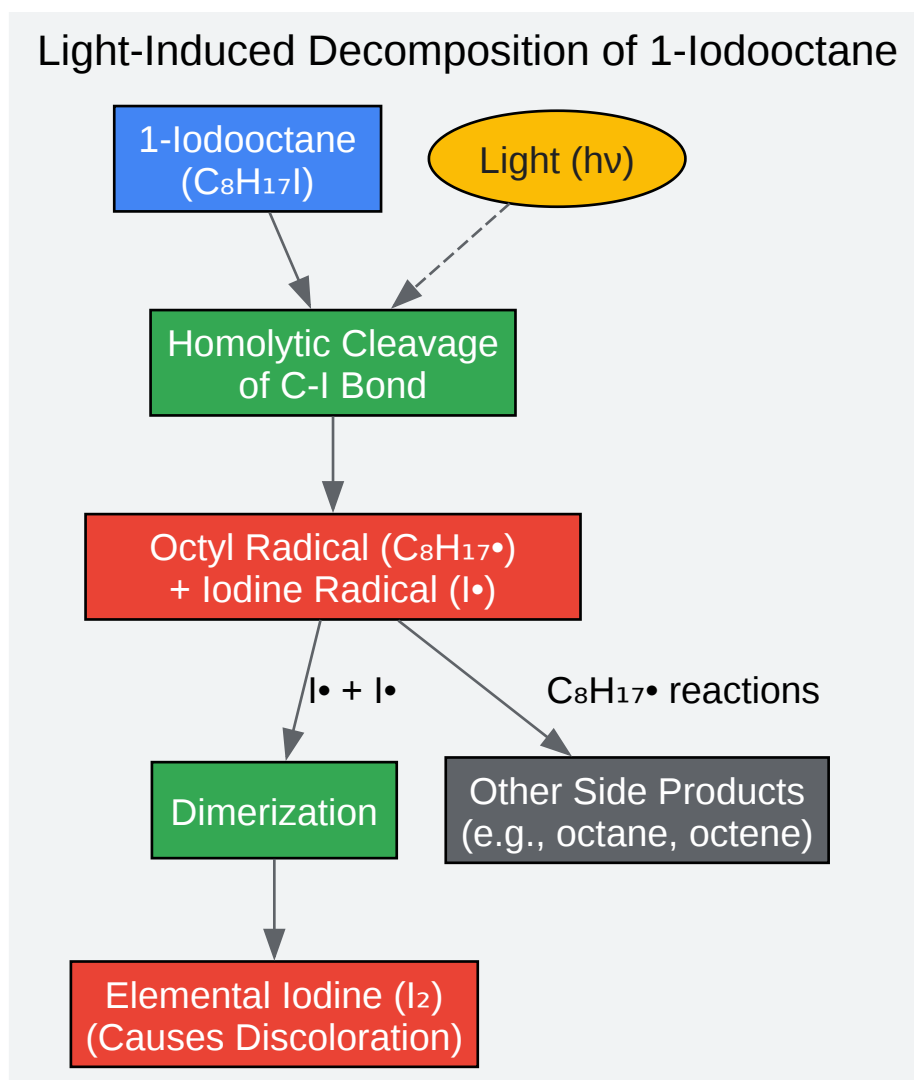 Light-Induced Decomposition of 1-Iodooctane
1-Iodooctane
(C₈H₁₇I)
Light (hν)
Homolytic Cleavage
of C-I Bond
Octyl Radical (C₈H₁₇•)
+ Iodine Radical (I•)
I• + I•
C₈H₁₇• reactions
Dimerization
Other Side Products
(e.g., octane, octene)
Elemental Iodine (I₂)
(Causes Discoloration)